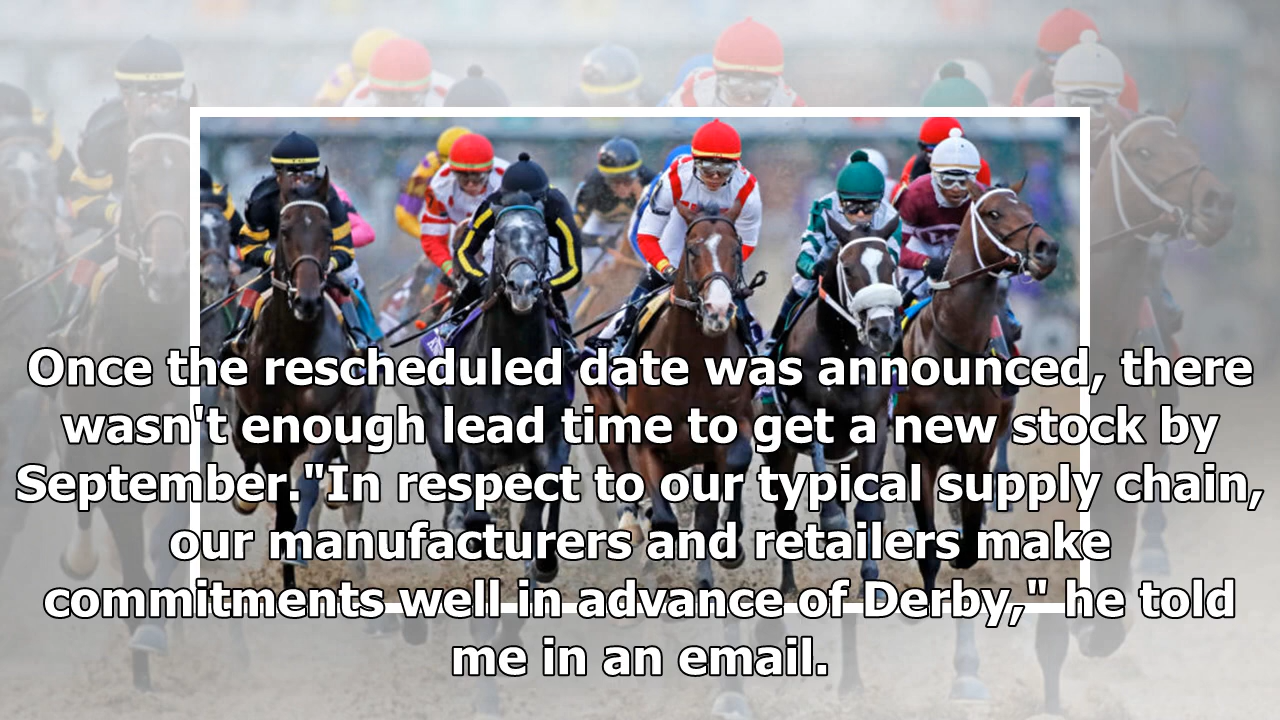 Once the rescheduled date was announced, there
wasn't enough lead time to get a new stock by
September."In respect to our typical supply chain,
our manufacturers and retailers make
commitments well in advance of Derby," he told
me in an email.